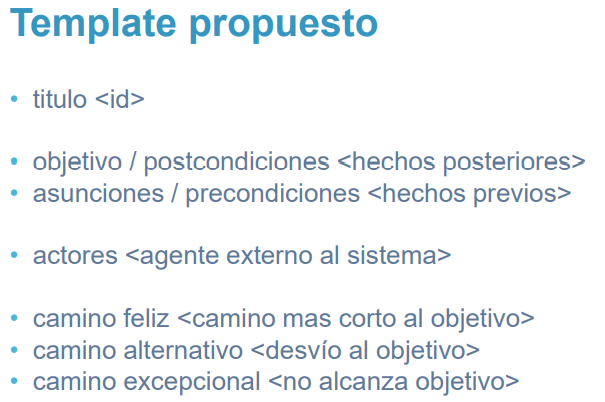 Template propuesto
• titulo <id>
• objetivo / postcondiciones <hechos posteriores>
• asunciones / precondiciones <hechos previos>
• actores <agente externo al sistema>
• camino feliz <camino mas corto al objetivo>
• camino alternativo <desvío al objetivo>
• camino excepcional <no alcanza objetivo>